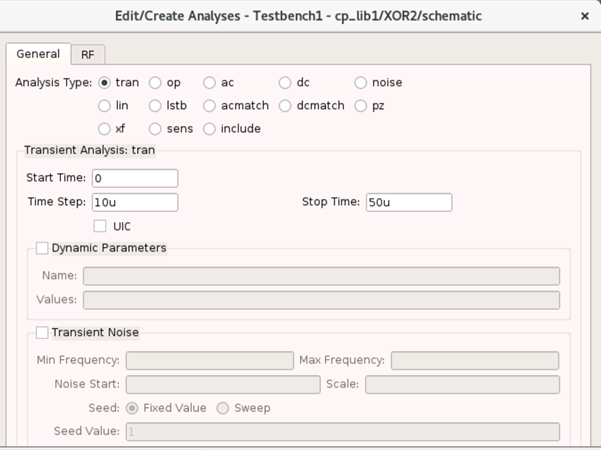 Edit/Create Analyses - Testbench1 - cp_lib1/XOR2/schematic ×
General RF
Analysis Type: tran op ac dc noise
lin lstb acmatch dcmatch pz
xf sens include
Transient Analysis: tran
Start Time: 0
Time Step: 10u Stop Time: 50u
UIC
Dynamic Parameters
Name:
Values:
Transient Noise
Min Frequency: Max Frequency:
Noise Start: Scale:
Seed: Fixed Value Sweep
Seed Value: 1